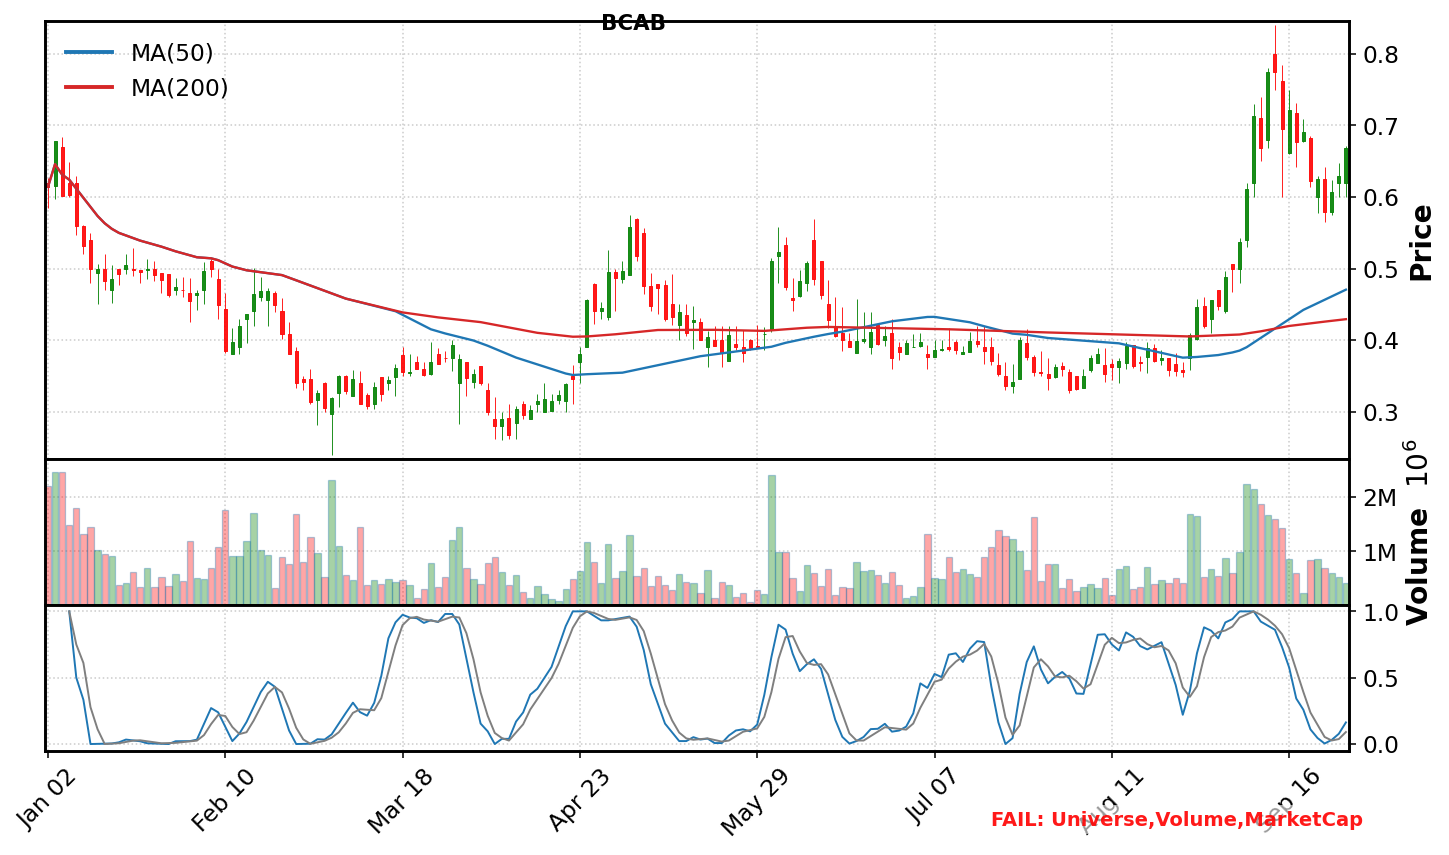 BCAB
MA(50)
MA(200)
0.8
0.7
0.6
0.5
0.4
0.3
Price
10^6
2M
1M
Volume
1.0
0.5
0.0
Jan 02
Feb 10
Mar 18
Apr 23
May 29
Jul 07
Aug 11
Sep 16
FAIL: Universe,Volume,MarketCap